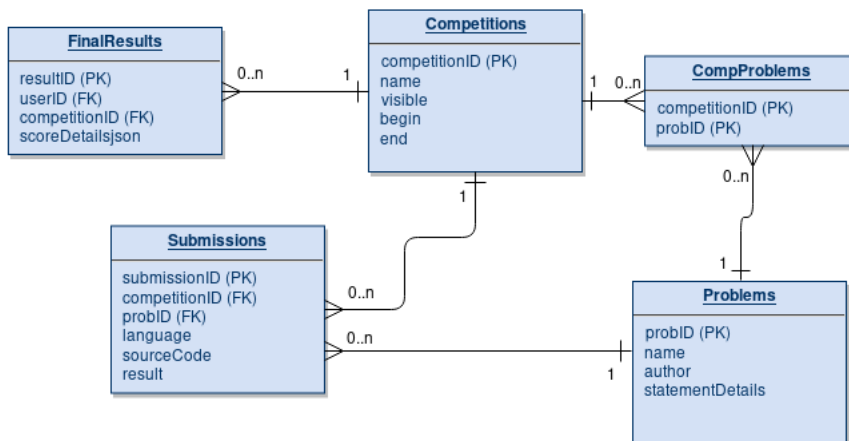 FinalResults
resultID (PK)
userID (FK)
competitionID (FK)
scoreDetailsjson
0..n
1
Competitions
competitionID (PK)
name
visible
begin
end
1
0..n
CompProblems
competitionID (PK)
probID (PK)
1
0..n
Submissions
submissionID (PK)
competitionID (FK)
probID (FK)
language
sourceCode
result
0..n
0..n
1
1
Problems
probID (PK)
name
author
statementDetails